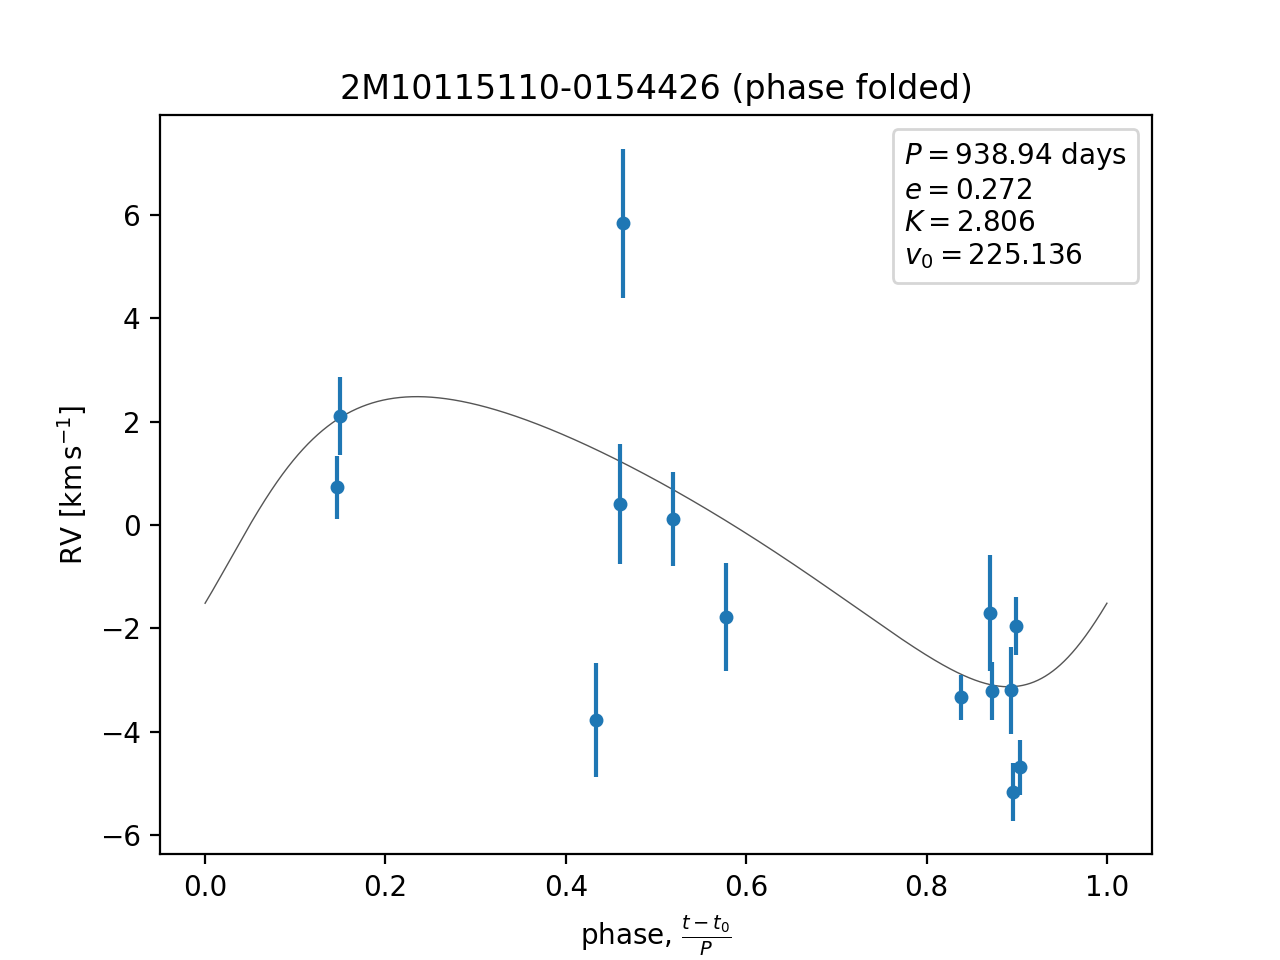 2M10115110-0154426 (phase folded)
P = 938.94 days
e = 0.272
K = 2.806
v₀ = 225.136
6
4
2
0
−2
−4
−6
RV [km s⁻¹]
0.0 0.2 0.4 0.6 0.8 1.0
phase, (t − t₀)/P